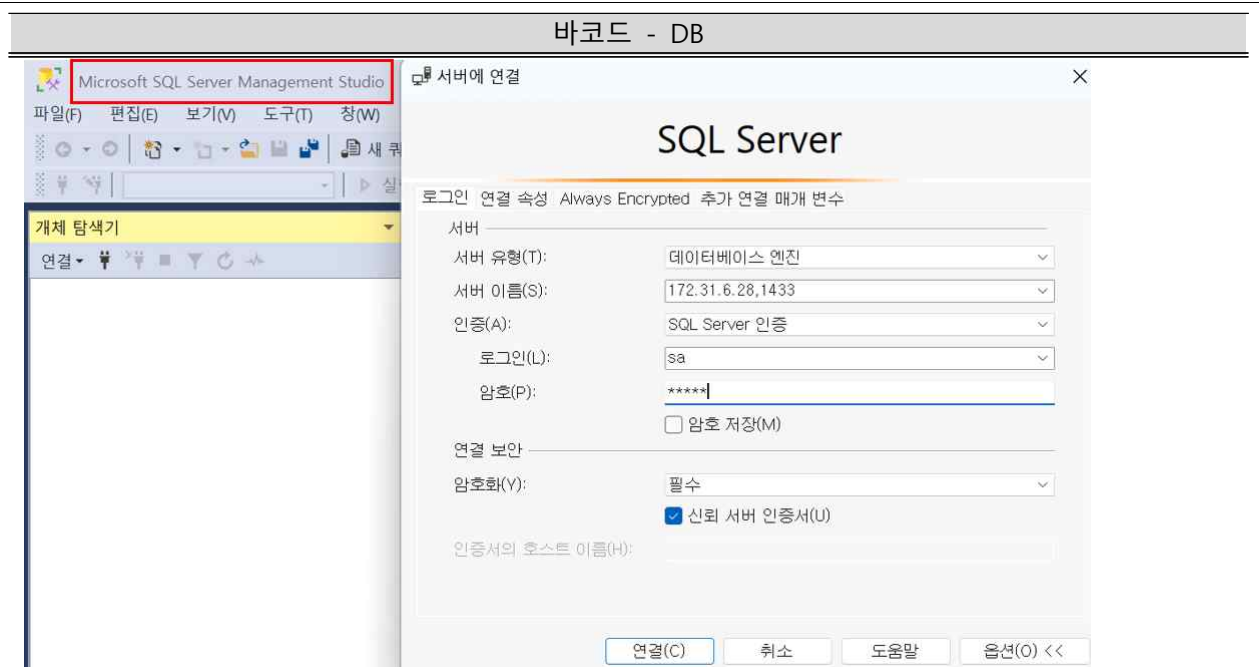 바코드 - DB
Microsoft SQL Server Management Studio
파일(F) 편집(E) 보기(V) 도구(T) 창(W)
새 쿼
개체 탐색기
연결
서버에 연결
SQL Server
로그인 연결 속성 Always Encrypted 추가 연결 매개 변수
서버
서버 유형(T): 데이터베이스 엔진
서버 이름(S): 172.31.6.28,1433
인증(A): SQL Server 인증
로그인(L): sa
암호(P): *****
암호 저장(M)
연결 보안
암호화(Y): 필수
신뢰 서버 인증서(U)
인증서의 호스트 이름(H):
연결(C) 취소 도움말 옵션(O) <<